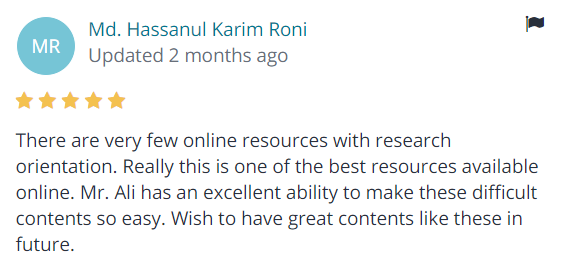 MR
Md. Hassanul Karim Roni
Updated 2 months ago
There are very few online resources with research
orientation. Really this is one of the best resources available
online. Mr. Ali has an excellent ability to make these difficult
contents so easy. Wish to have great contents like these in
future.